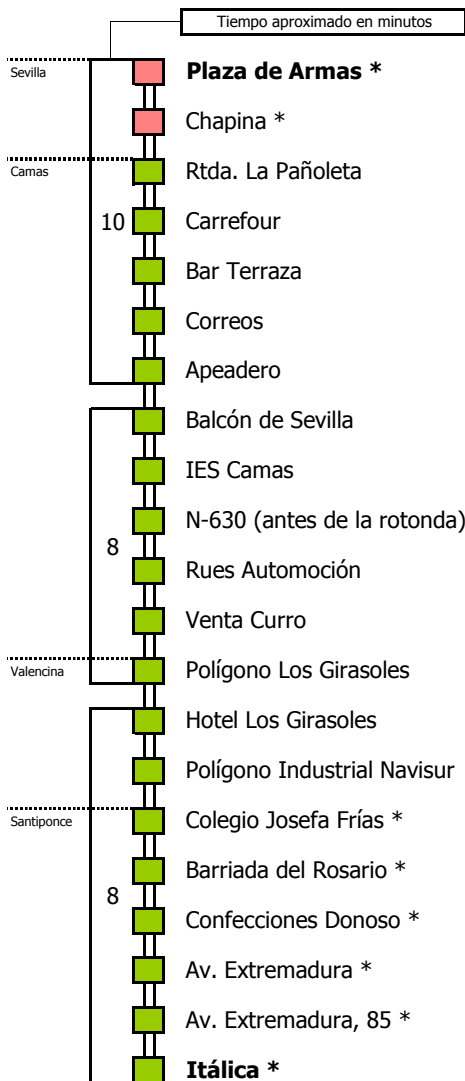 Tiempo aproximado en minutos
Sevilla
Plaza de Armas *
Chapina *
Camas
Rtda. La Pañoleta
10
Carrefour
Bar Terraza
Correos
Apeadero
Balcón de Sevilla
IES Camas
N-630 (antes de la rotonda)
8
Rues Automoción
Venta Curro
Valencina
Polígono Los Girasoles
Hotel Los Girasoles
Polígono Industrial Navisur
Santiponce
Colegio Josefa Frías *
Barriada del Rosario *
8
Confecciones Donoso *
Av. Extremadura *
Av. Extremadura, 85 *
Itálica *